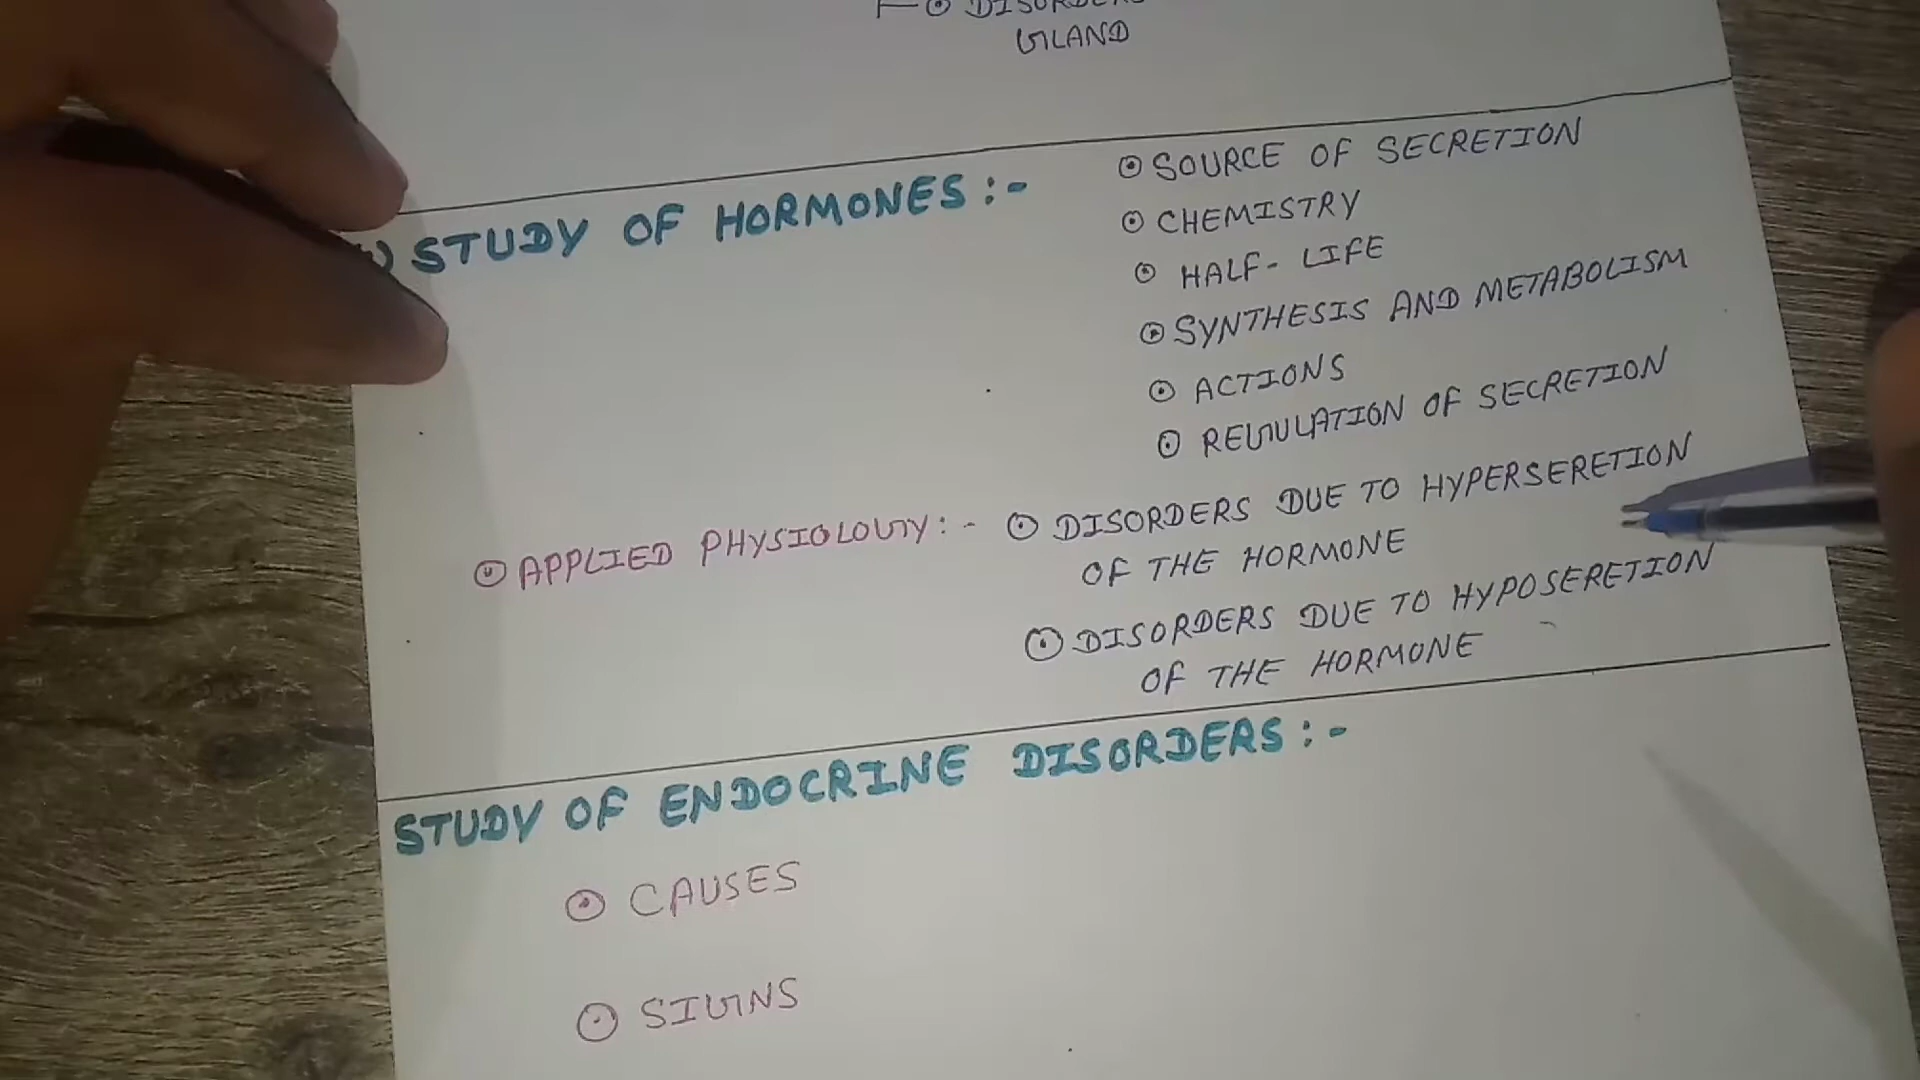 DISORDERS
GLAND
STUDY OF HORMONES:-
SOURCE OF SECRETION
CHEMISTRY
HALF-LIFE
SYNTHESIS AND METABOLISM
ACTIONS
REGULATION OF SECRETION
APPLIED PHYSIOLOGY:-
DISORDERS DUE TO HYPERSERETION
OF THE HORMONE
DISORDERS DUE TO HYPOSERETION
OF THE HORMONE
STUDY OF ENDOCRINE DISORDERS:-
CAUSES
SIGNS